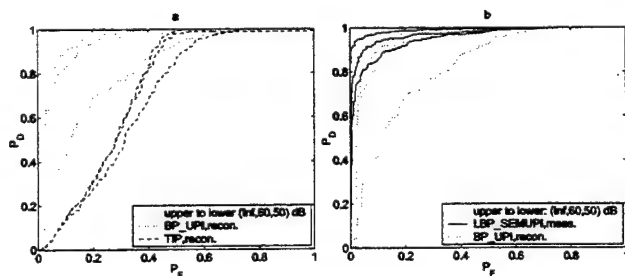 a
1
0.8
0.6
0.4
0.2
0
P_D
0 0.2 0.4 0.6 0.8 1
P_F
upper to lower (Inf,60,50) dB
BP_UPI,recon.
TIP,recon.
b
1
0.8
0.6
0.4
0.2
0
P_D
0 0.2 0.4 0.6 0.8 1
P_F
upper to lower: (Inf,60,50) dB
LBP_SEMUPI,meas.
BP_UPI,recon.